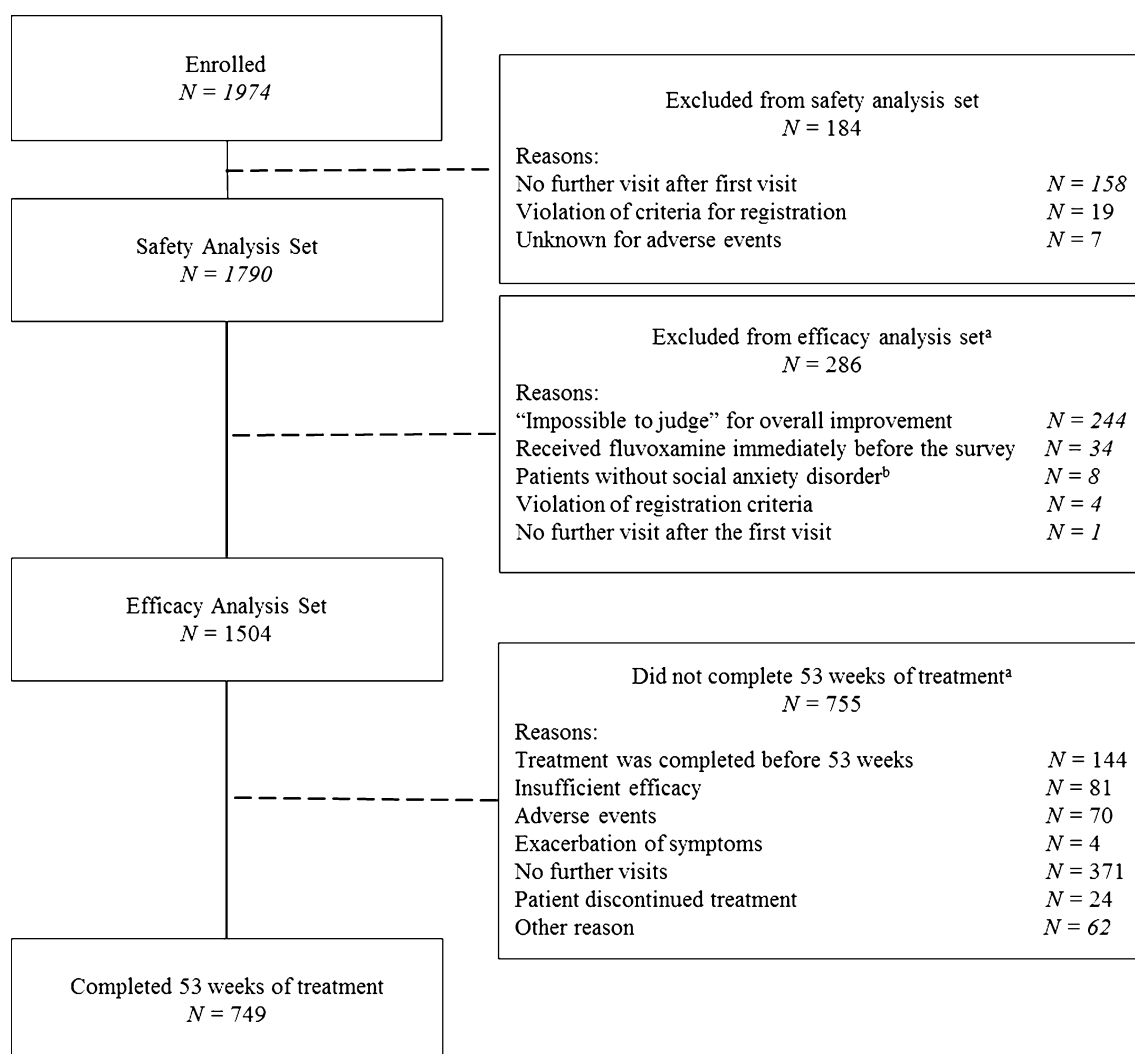 Enrolled
N = 1974
Excluded from safety analysis set
N = 184
Reasons:
No further visit after first visit N = 158
Violation of criteria for registration N = 19
Unknown for adverse events N = 7
Safety Analysis Set
N = 1790
Excluded from efficacy analysis setᵃ
N = 286
Reasons:
“Impossible to judge” for overall improvement N = 244
Received fluvoxamine immediately before the survey N = 34
Patients without social anxiety disorderᵇ N = 8
Violation of registration criteria N = 4
No further visit after the first visit N = 1
Efficacy Analysis Set
N = 1504
Did not complete 53 weeks of treatmentᵃ
N = 755
Reasons:
Treatment was completed before 53 weeks N = 144
Insufficient efficacy N = 81
Adverse events N = 70
Exacerbation of symptoms N = 4
No further visits N = 371
Patient discontinued treatment N = 24
Other reason N = 62
Completed 53 weeks of treatment
N = 749